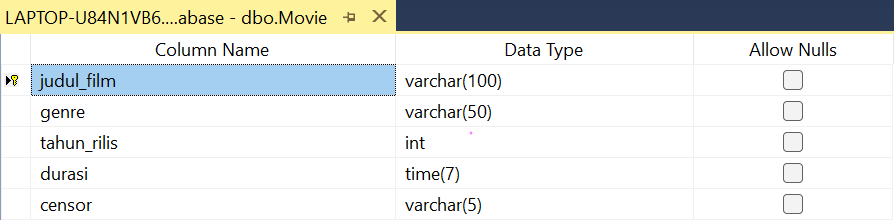 LAPTOP-U84N1VB6....abase - dbo.Movie
Column Name Data Type Allow Nulls
judul_film varchar(100)
genre varchar(50)
tahun_rilis int
durasi time(7)
censor varchar(5)